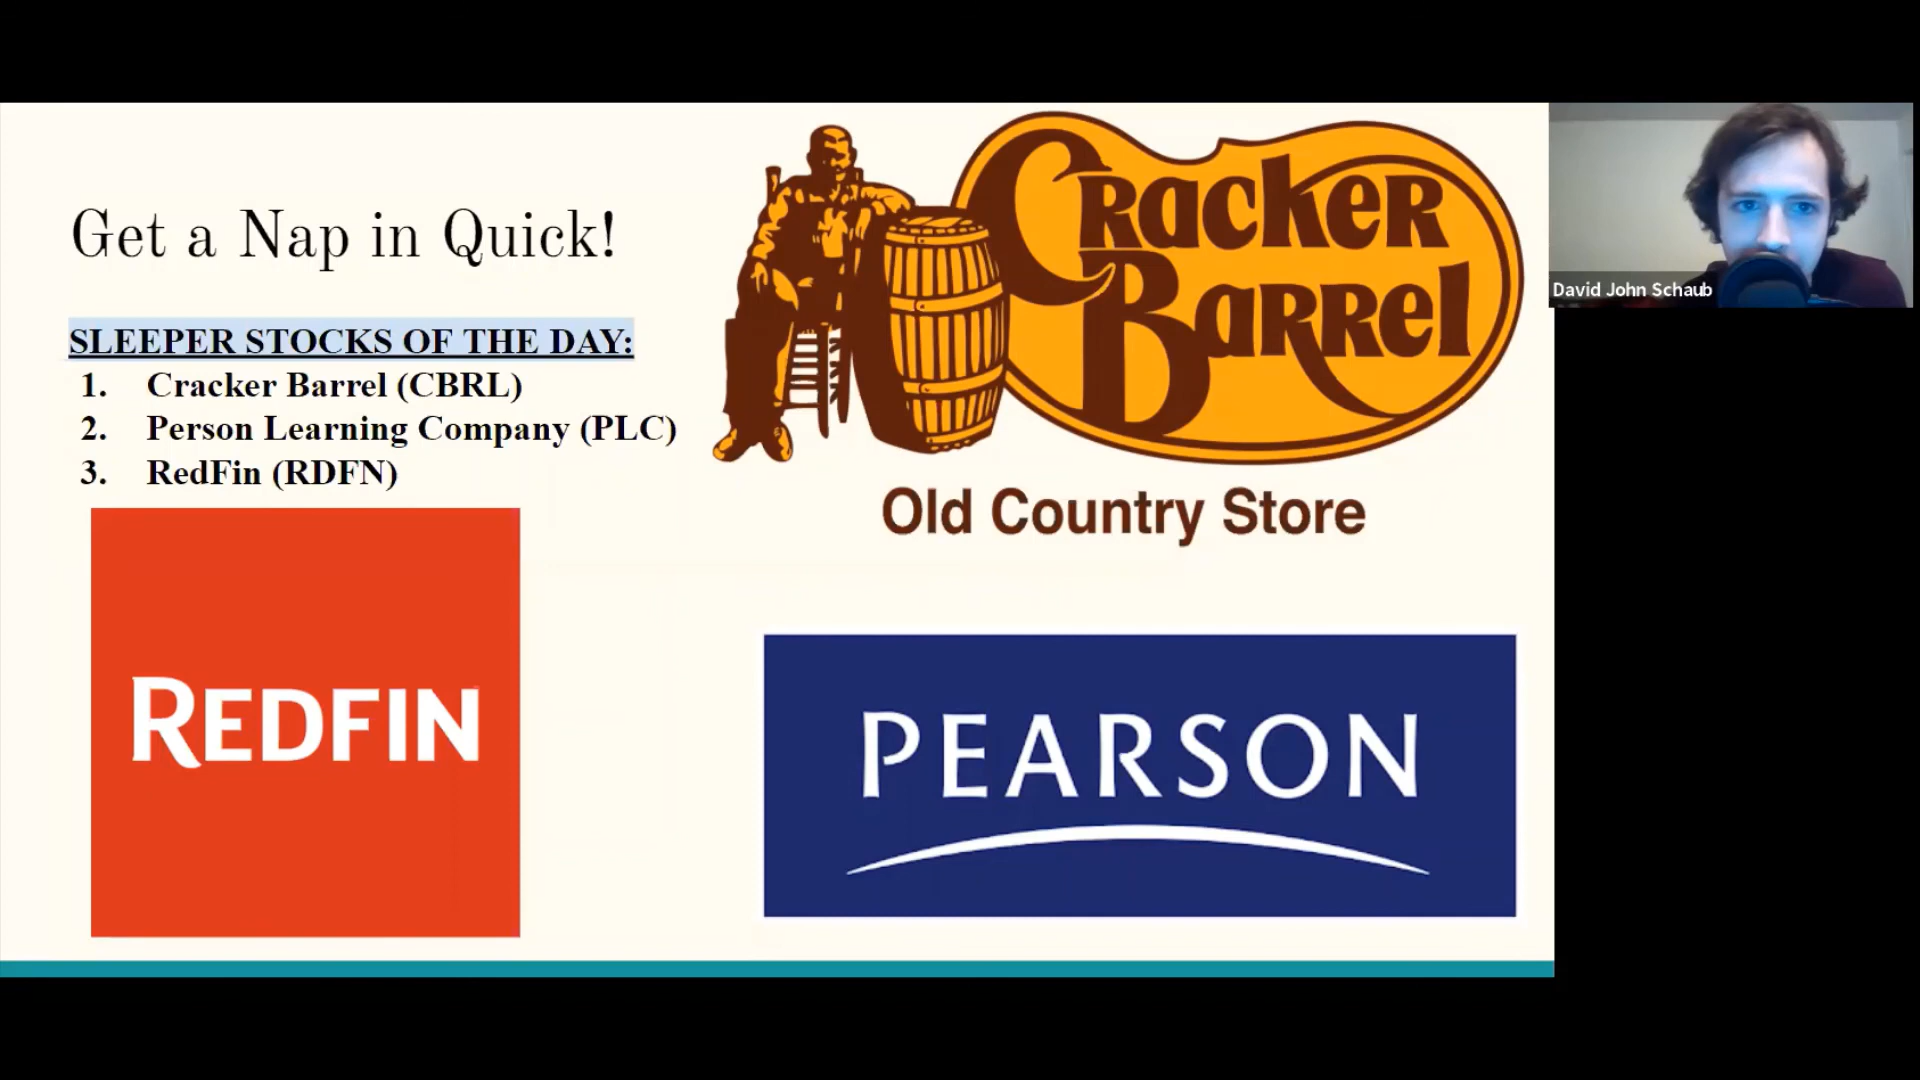 Get a Nap in Quick!
SLEEPER STOCKS OF THE DAY:
1. Cracker Barrel (CBRL)
2. Person Learning Company (PLC)
3. RedFin (RDFN)
Cracker
Barrel
Old Country Store
REDFIN
PEARSON
David John Schaub